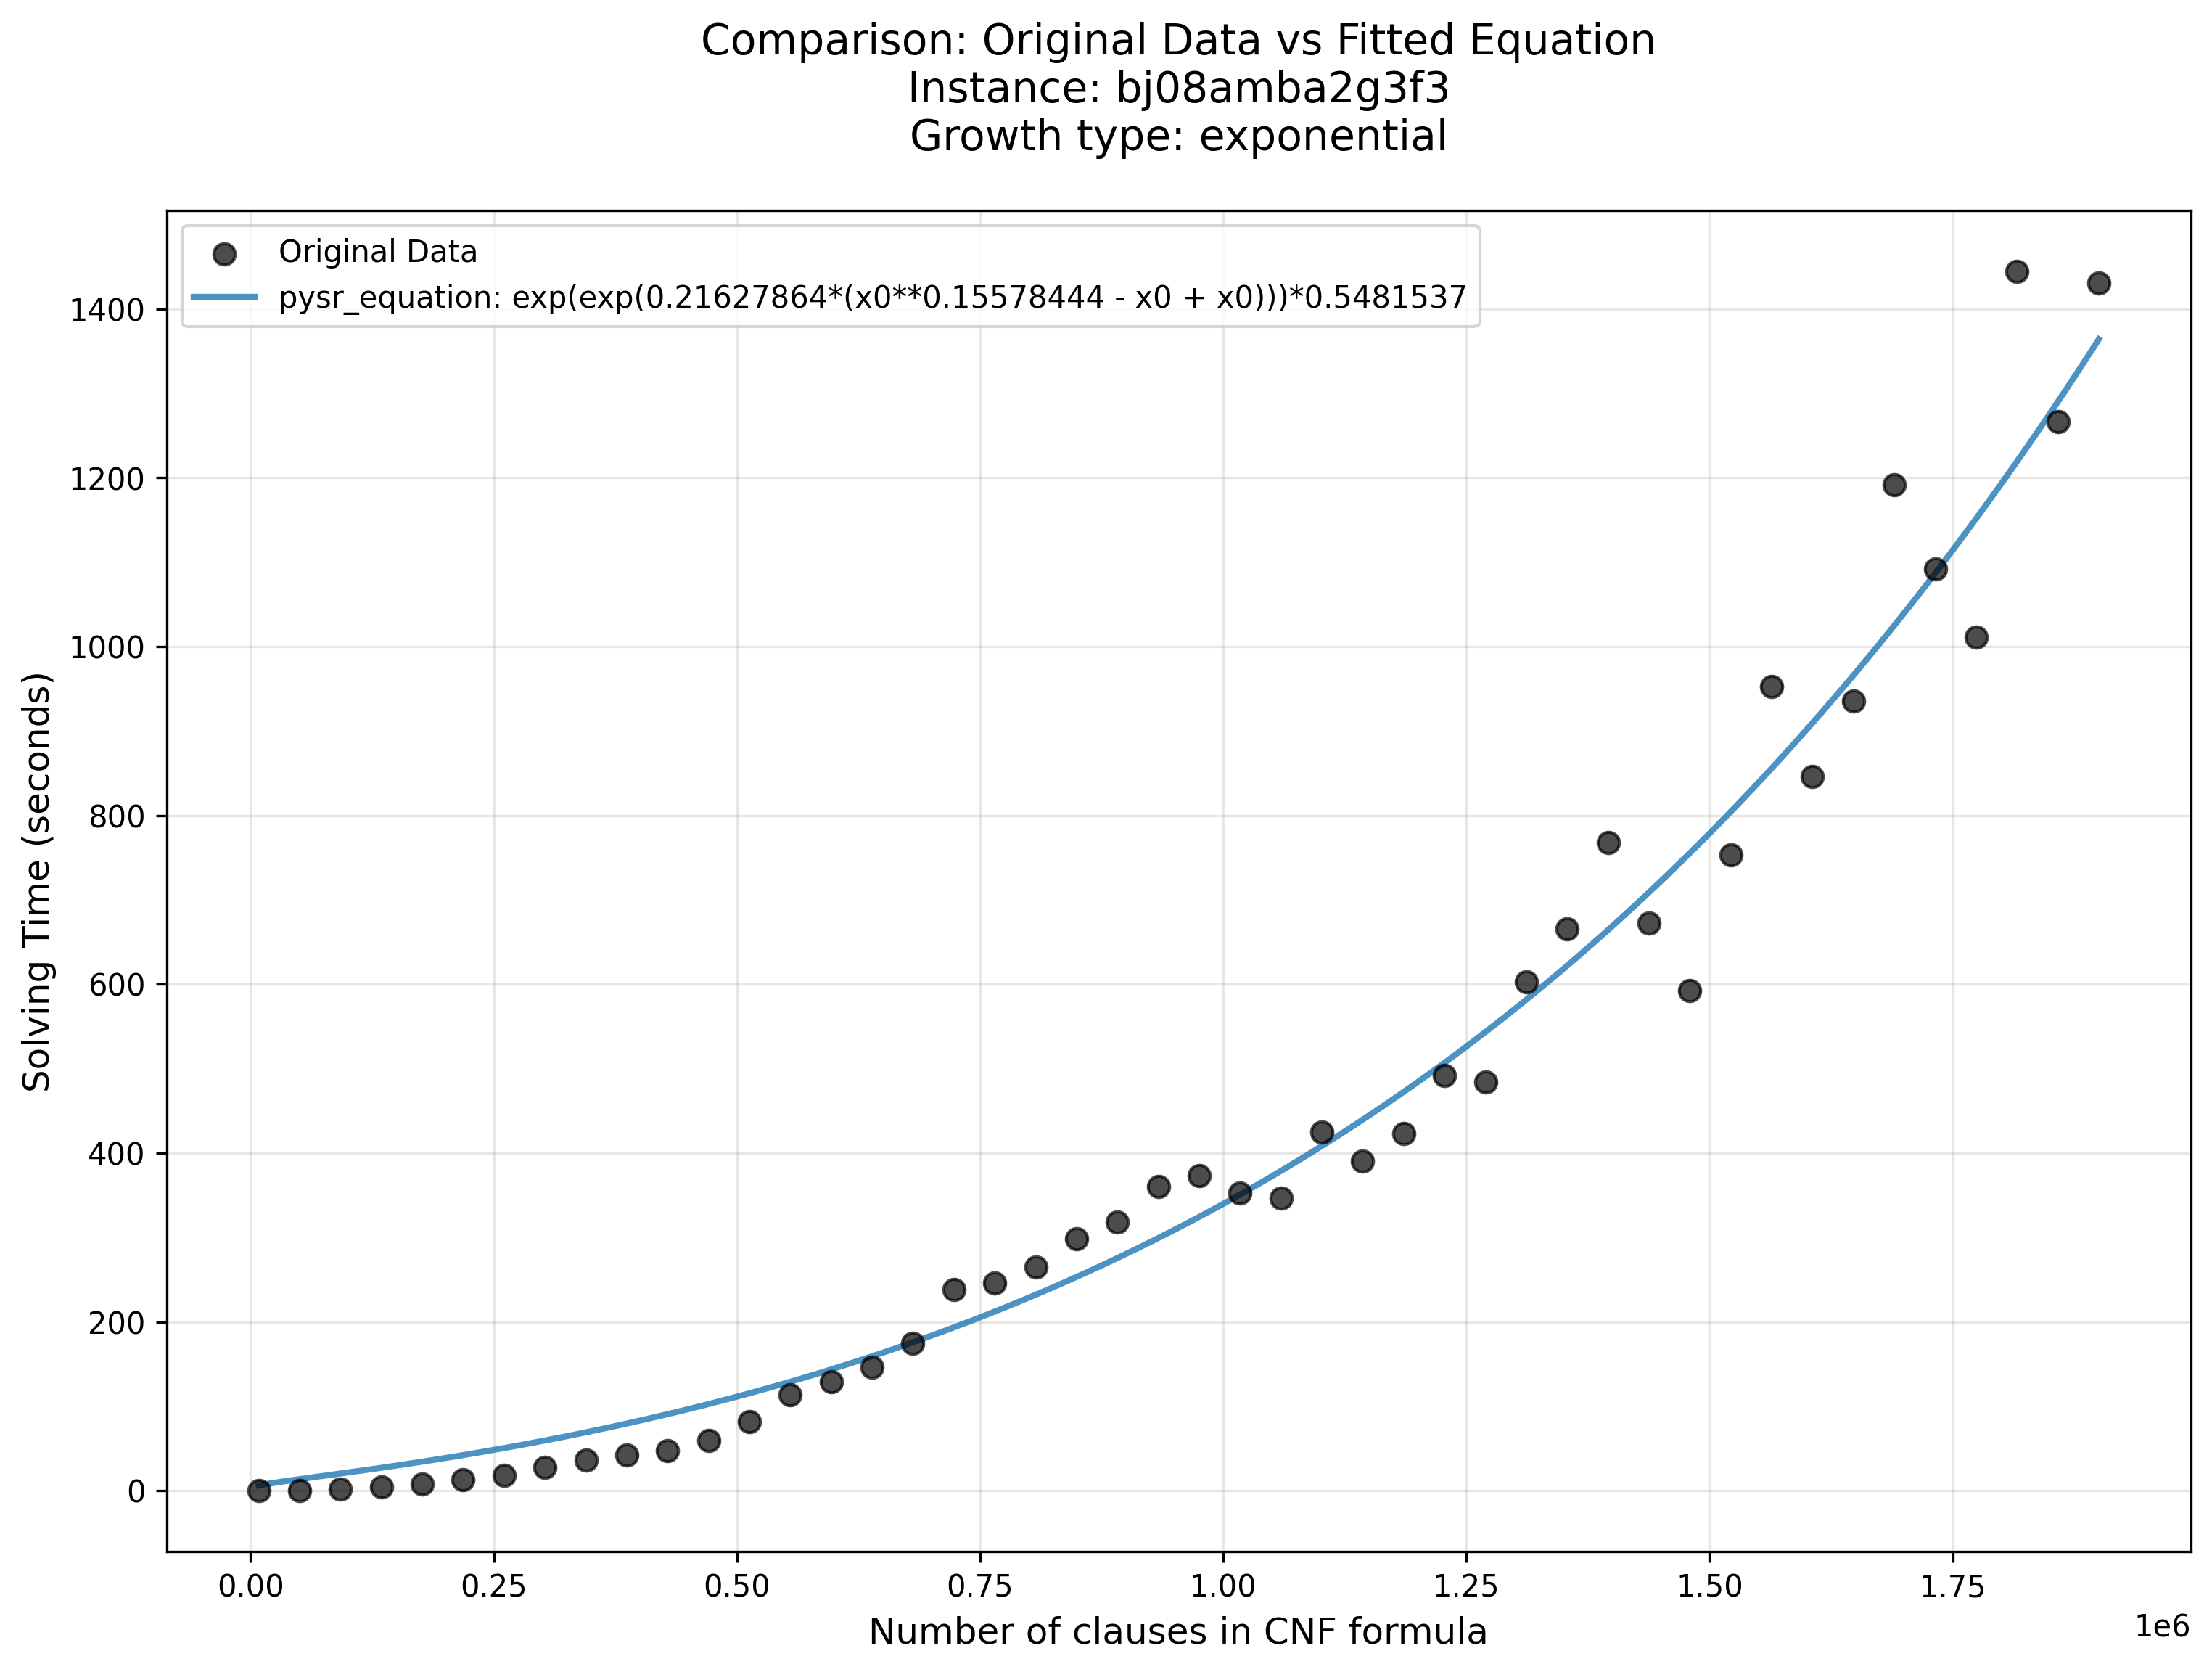 Comparison: Original Data vs Fitted Equation
Instance: bj08amba2g3f3
Growth type: exponential
Original Data
pysr_equation: exp(exp(0.21627864*(x0**0.15578444 - x0 + x0)))*0.5481537
Solving Time (seconds)
1400
1200
1000
800
600
400
200
0
0.00 0.25 0.50 0.75 1.00 1.25 1.50 1.75
1e6
Number of clauses in CNF formula